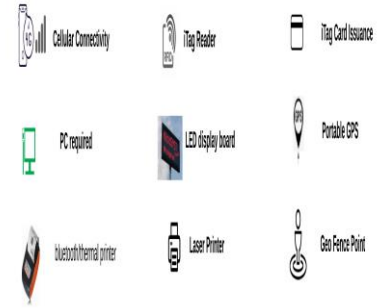 Cellular Connectivity
iTag Reader
iTag Card Issuance
PC required
LED display board
GPS
Portable GPS
bluetooth/thermal printer
Laser Printer
Geo Fence Point